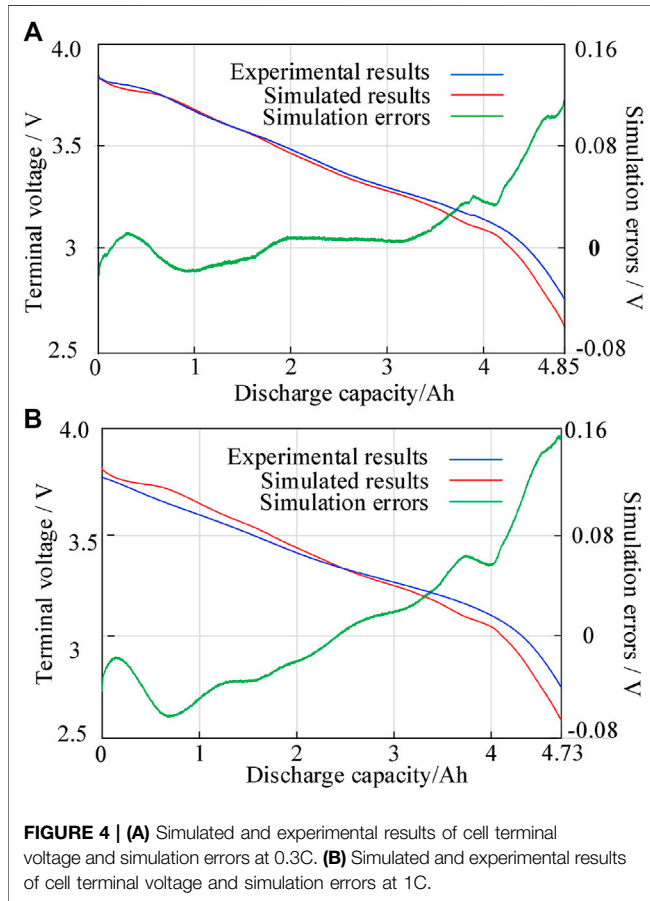 A
4.0
3.5
3
2.5
Terminal voltage / V
Experimental results
Simulated results
Simulation errors
0.16
0.08
0
-0.08
Simulation errors / V
0
1
2
3
4
4.85
Discharge capacity/Ah
B
4.0
3.5
3
2.5
Terminal voltage / V
Experimental results
Simulated results
Simulation errors
0.16
0.08
0
-0.08
Simulation errors / V
0
1
2
3
4
4.73
Discharge capacity/Ah
FIGURE 4 | (A) Simulated and experimental results of cell terminal
voltage and simulation errors at 0.3C. (B) Simulated and experimental results
of cell terminal voltage and simulation errors at 1C.